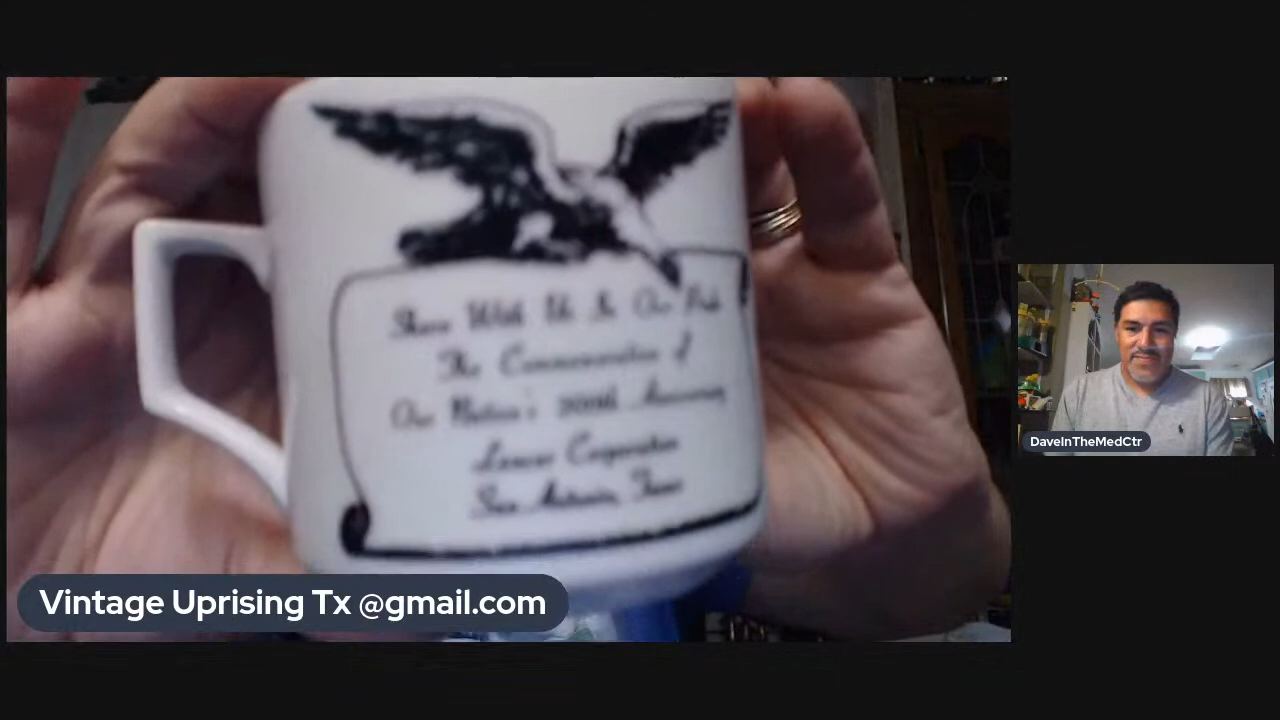 Share With Us In Our Pride
The Commemoration of
Our Nation's 200th Anniversary
Corporation
San Antonio, Texas
Vintage Uprising Tx @gmail.com
DaveInTheMedCtr